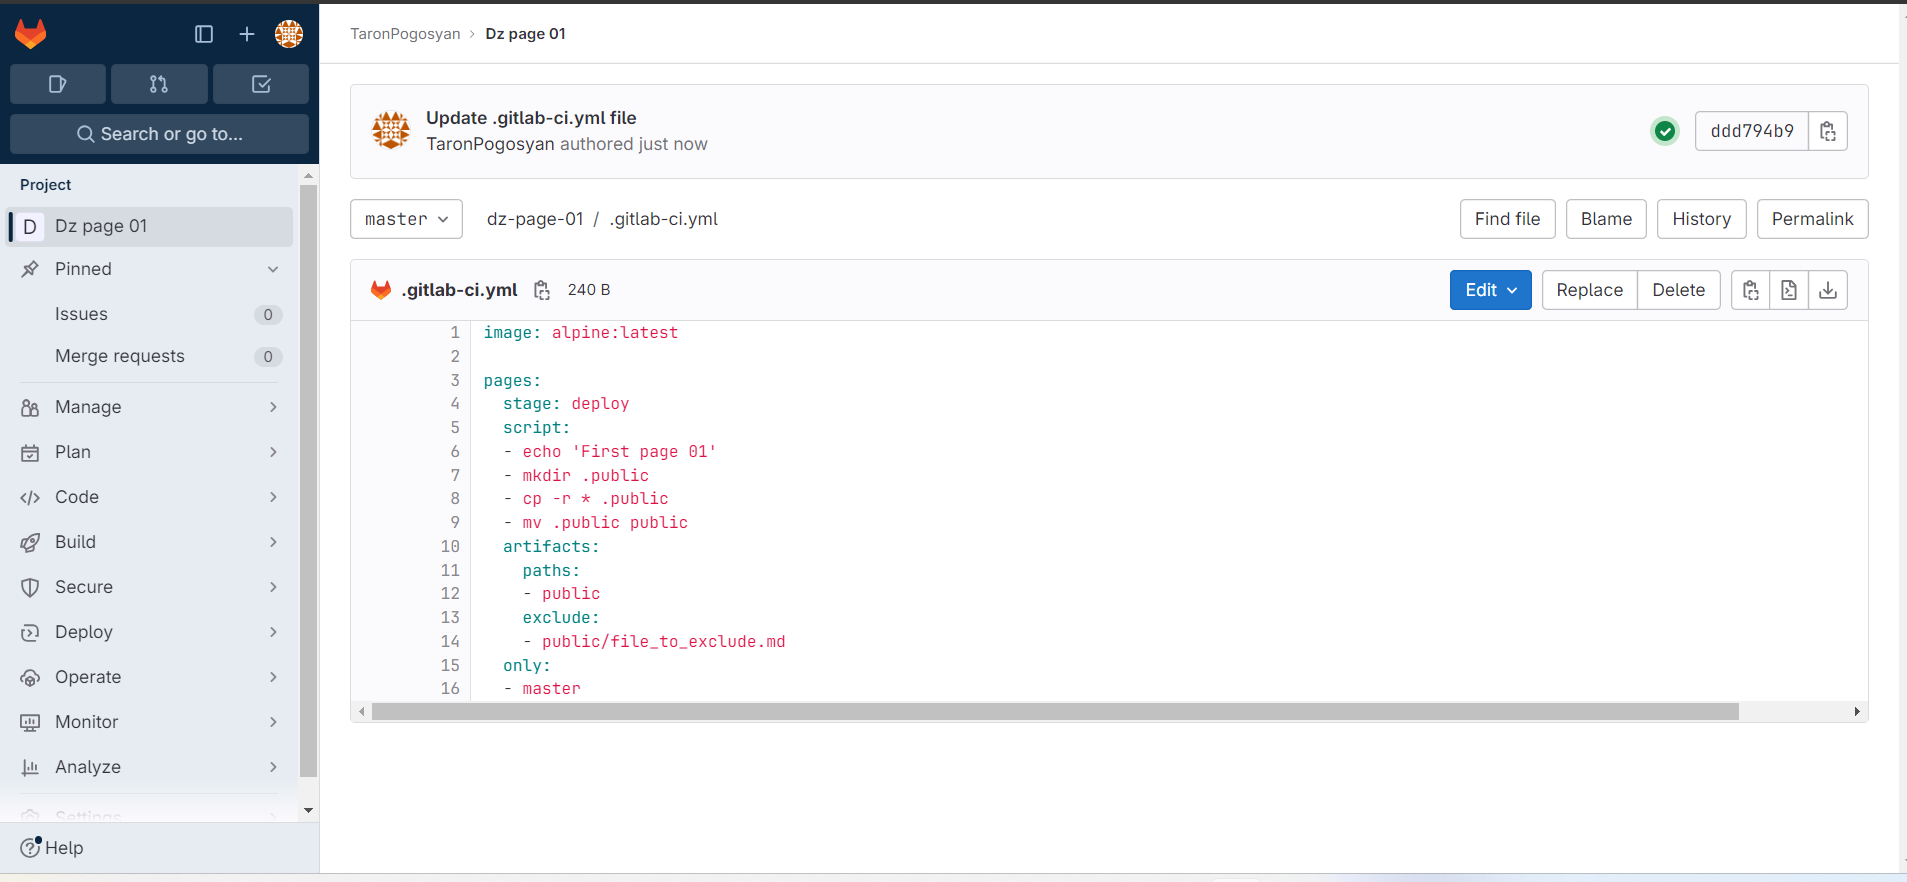 TaronPogosyan › Dz page 01
Search or go to...
Project
D Dz page 01
Pinned
Issues 0
Merge requests 0
Manage
Plan
Code
Build
Secure
Deploy
Operate
Monitor
Analyze
Settings
Help
Update .gitlab-ci.yml file
TaronPogosyan authored just now
ddd794b9
master dz-page-01 / .gitlab-ci.yml Find file Blame History Permalink
.gitlab-ci.yml 240 B Edit Replace Delete
1 image: alpine:latest
2
3 pages:
4   stage: deploy
5   script:
6   - echo 'First page 01'
7   - mkdir .public
8   - cp -r * .public
9   - mv .public public
10   artifacts:
11     paths:
12     - public
13     exclude:
14     - public/file_to_exclude.md
15   only:
16   - master